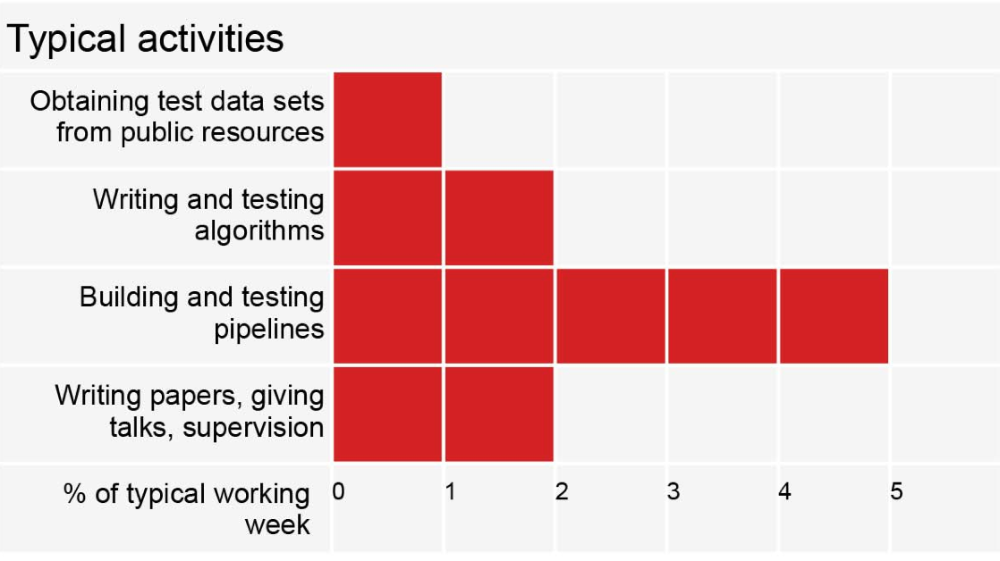 Typical activities
Obtaining test data sets
from public resources
Writing and testing
algorithms
Building and testing
pipelines
Writing papers, giving
talks, supervision
% of typical working
week
0 1 2 3 4 5